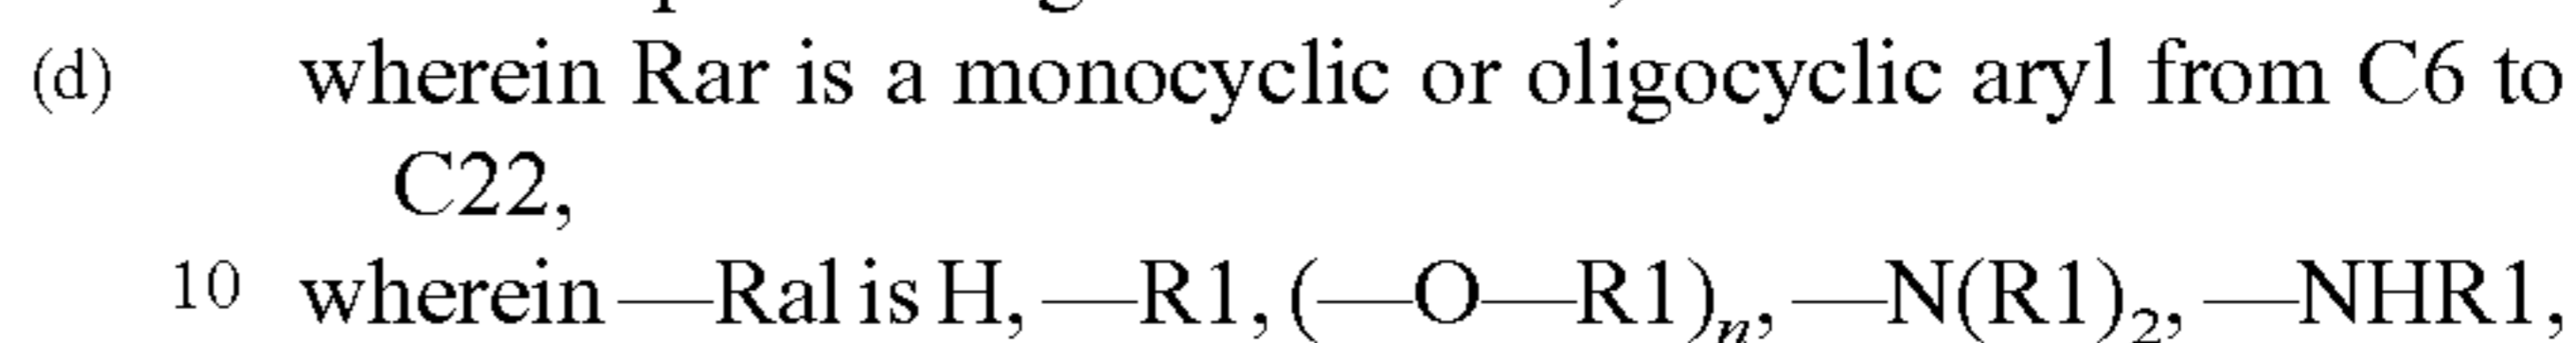 (d) wherein Rar is a monocyclic or oligocyclic aryl from C6 to
C22,
10 wherein —Ral is H, —R1, (—O—R1)n, —N(R1)2, —NHR1,